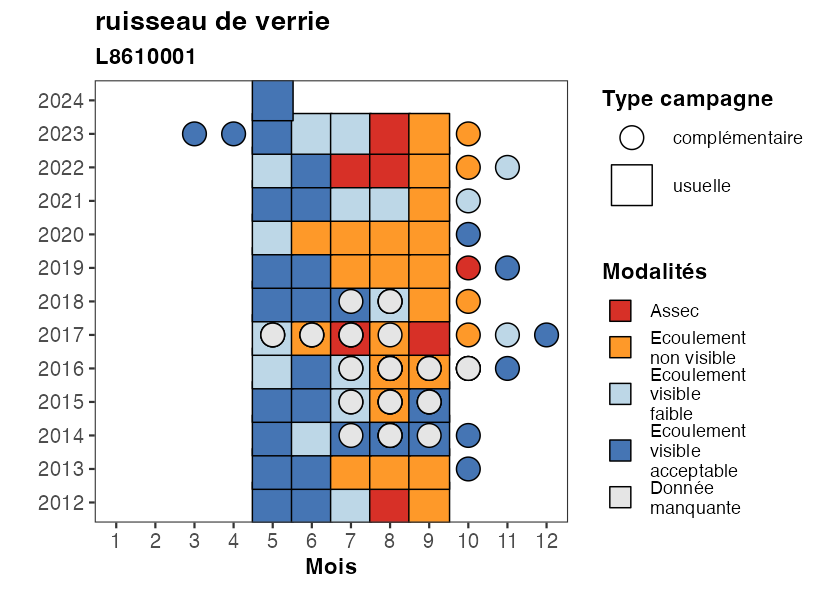 ruisseau de verrie
L8610001
2024
2023
2022
2021
2020
2019
2018
2017
2016
2015
2014
2013
2012
1 2 3 4 5 6 7 8 9 10 11 12
Mois
Type campagne
complémentaire
usuelle
Modalités
Assec
Ecoulement
non visible
Ecoulement
visible
faible
Ecoulement
visible
acceptable
Donnée
manquante